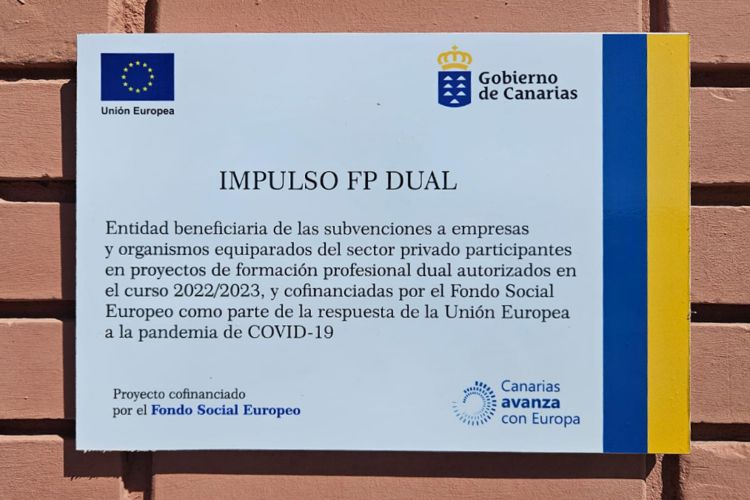 Unión Europea
Gobierno
de Canarias
IMPULSO FP DUAL
Entidad beneficiaria de las subvenciones a empresas
y organismos equiparados del sector privado participantes
en proyectos de formación profesional dual autorizados en
el curso 2022/2023, y cofinanciadas por el Fondo Social
Europeo como parte de la respuesta de la Unión Europea
a la pandemia de COVID-19
Proyecto cofinanciado
por el Fondo Social Europeo
Canarias
avanza
con Europa